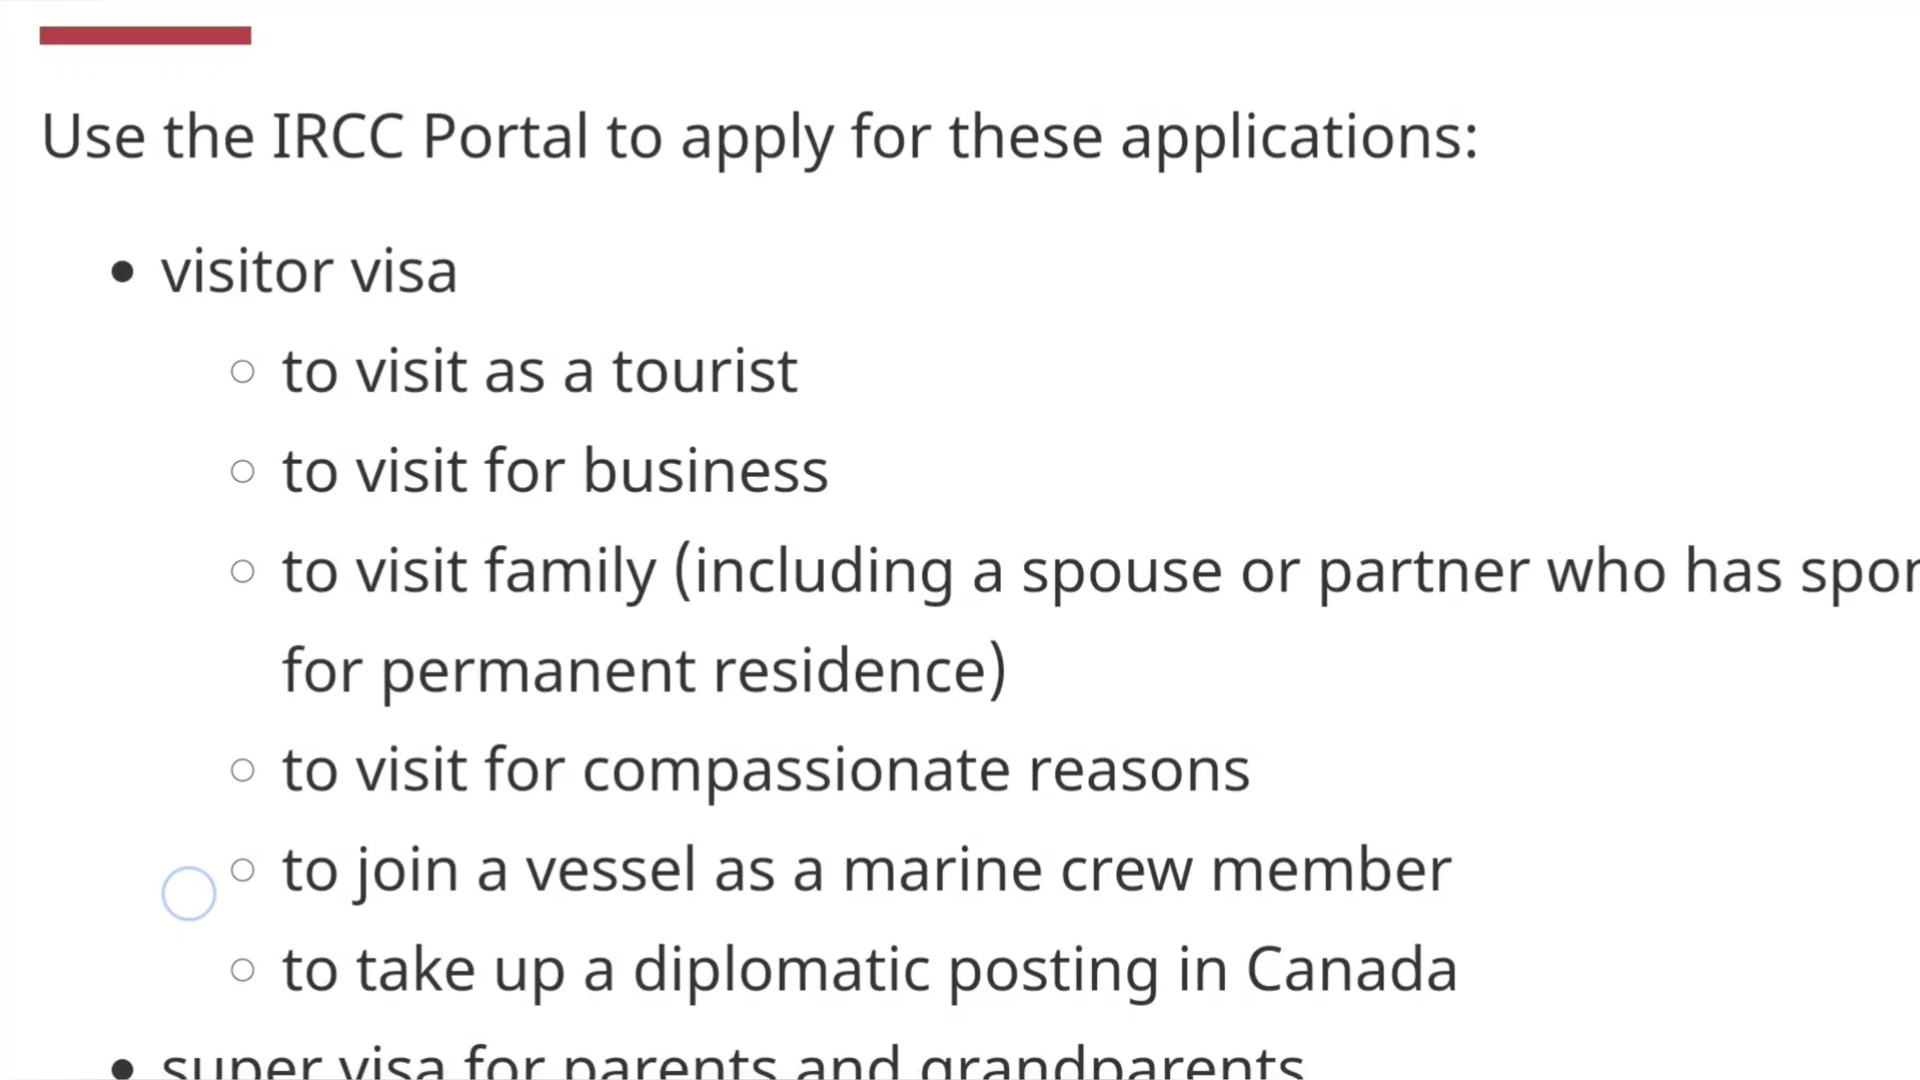 Use the IRCC Portal to apply for these applications:
visitor visa
to visit as a tourist
to visit for business
to visit family (including a spouse or partner who has
for permanent residence)
to visit for compassionate reasons
to join a vessel as a marine crew member
to take up a diplomatic posting in Canada
super visa for parents and grandparents